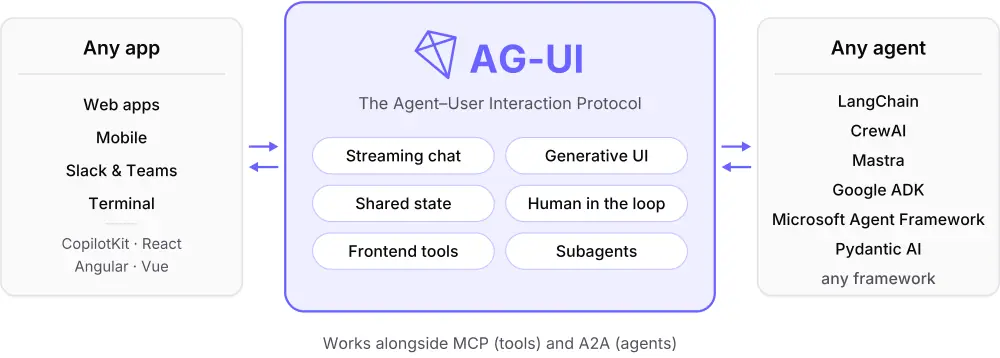 Any app
Web apps
Mobile
Slack & Teams
Terminal
CopilotKit · React
Angular · Vue
AG-UI
The Agent–User Interaction Protocol
Streaming chat
Generative UI
Shared state
Human in the loop
Frontend tools
Subagents
Any agent
LangChain
CrewAI
Mastra
Google ADK
Microsoft Agent Framework
Pydantic AI
any framework
Works alongside MCP (tools) and A2A (agents)